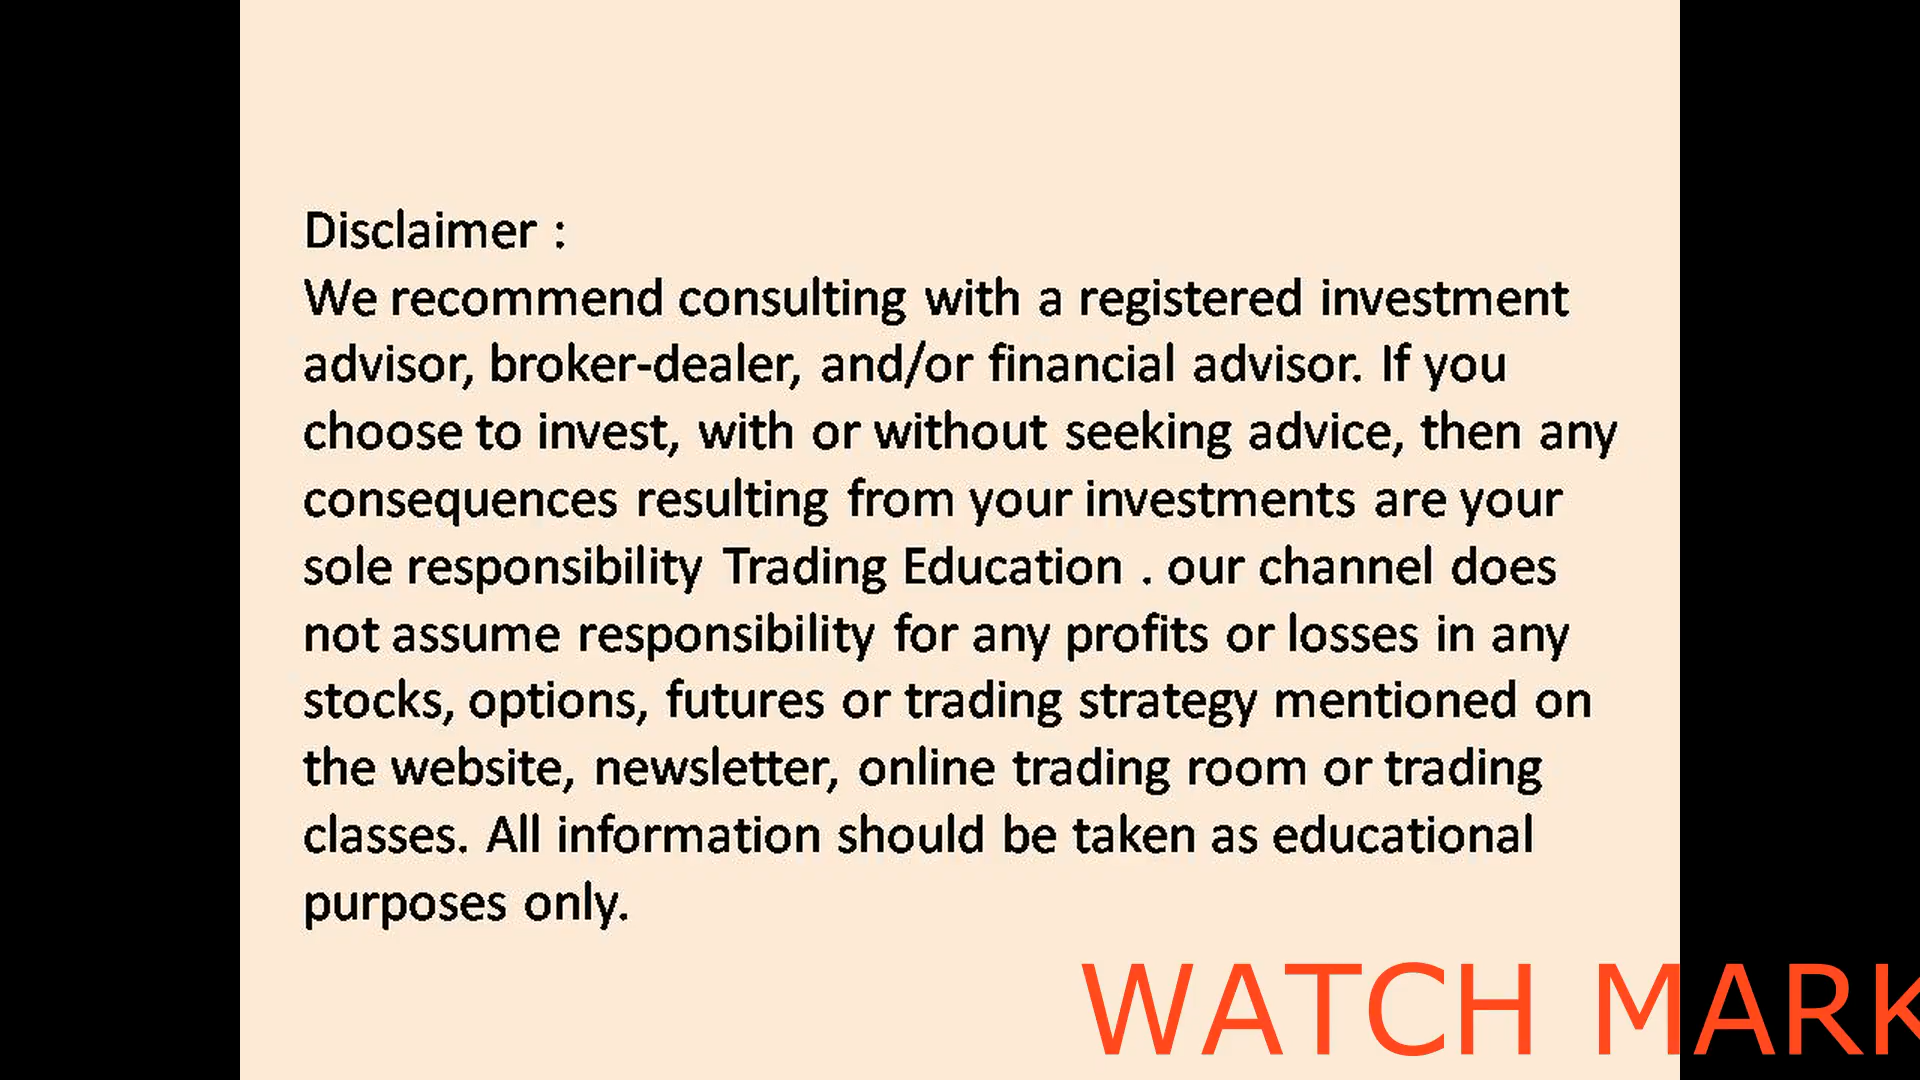 Disclaimer :
We recommend consulting with a registered investment
advisor, broker-dealer, and/or financial advisor. If you
choose to invest, with or without seeking advice, then any
consequences resulting from your investments are your
sole responsibility Trading Education . our channel does
not assume responsibility for any profits or losses in any
stocks, options, futures or trading strategy mentioned on
the website, newsletter, online trading room or trading
classes. All information should be taken as educational
purposes only.
WATCH MARK